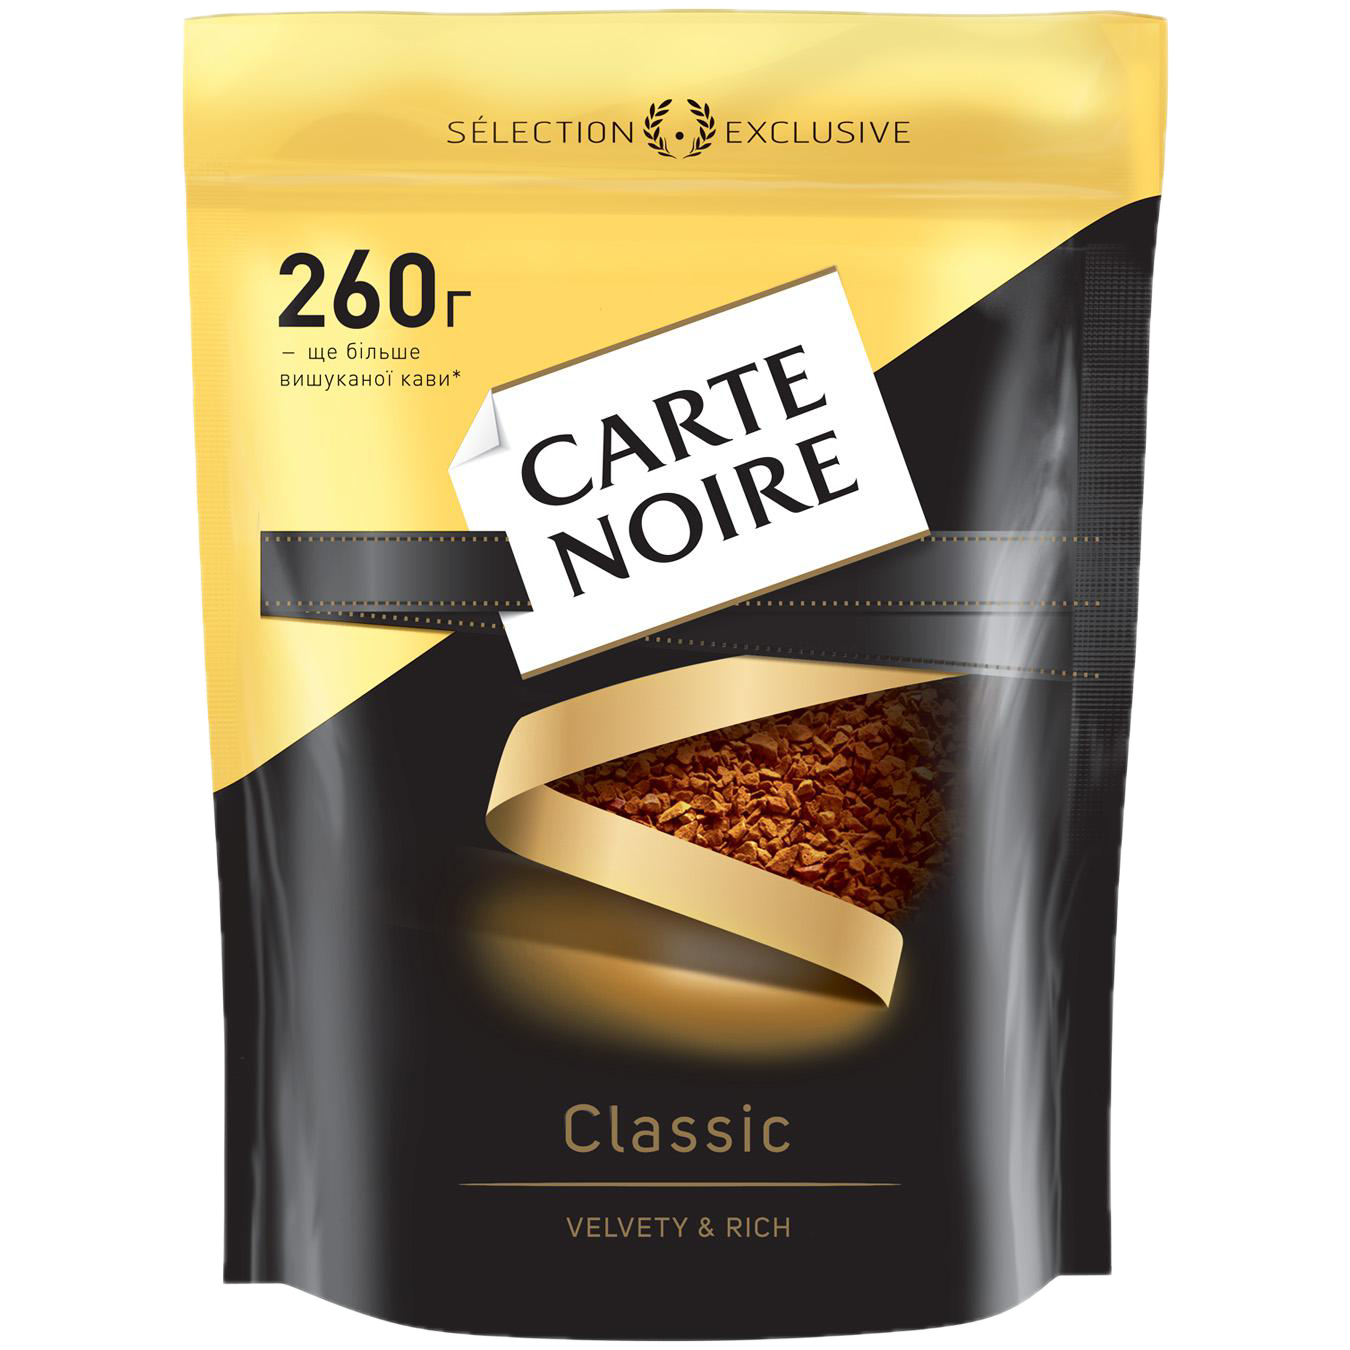 SÉLECTION EXCLUSIVE
260г
– ще більше
вишуканої кави*
CARTE
NOIRE
Classic
VELVETY & RICH